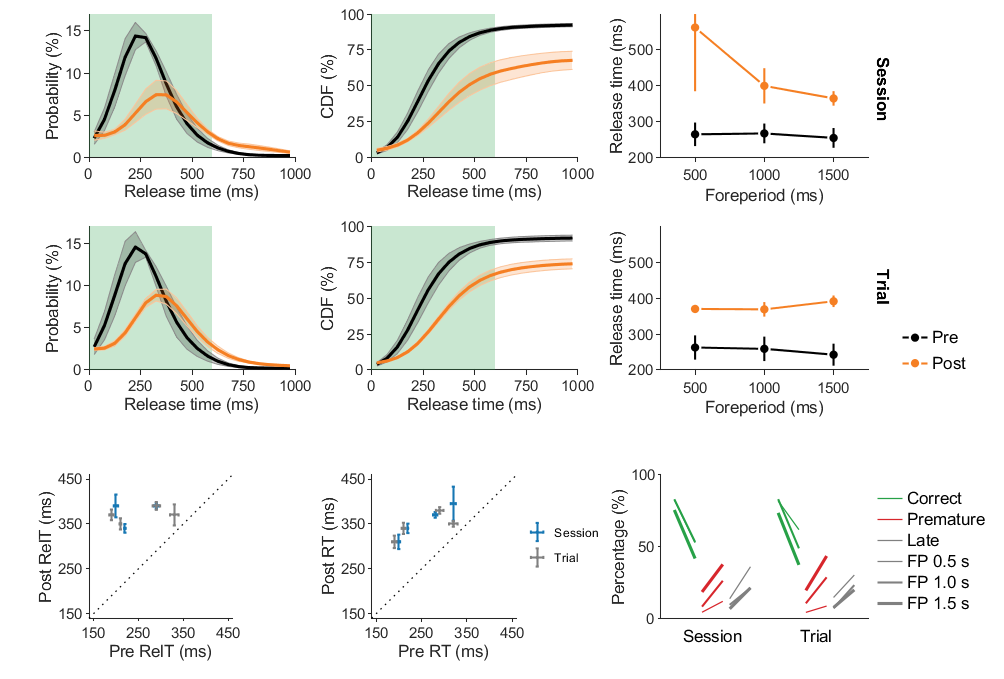 Probability (%)
15
10
5
0
0
250
500
750
1000
Release time (ms)
CDF (%)
100
75
50
25
0
0
250
500
750
1000
Release time (ms)
Release time (ms)
500
400
300
200
500
1000
1500
Foreperiod (ms)
Session
Probability (%)
15
10
5
0
0
250
500
750
1000
Release time (ms)
CDF (%)
100
75
50
25
0
0
250
500
750
1000
Release time (ms)
Release time (ms)
500
400
300
200
500
1000
1500
Foreperiod (ms)
Trial
Pre
Post
Post RelT (ms)
450
350
250
150
150
250
350
450
Pre RelT (ms)
Post RT (ms)
450
350
250
150
150
250
350
450
Pre RT (ms)
Session
Trial
Percentage (%)
100
50
0
Session
Trial
Correct
Premature
Late
FP 0.5 s
FP 1.0 s
FP 1.5 s